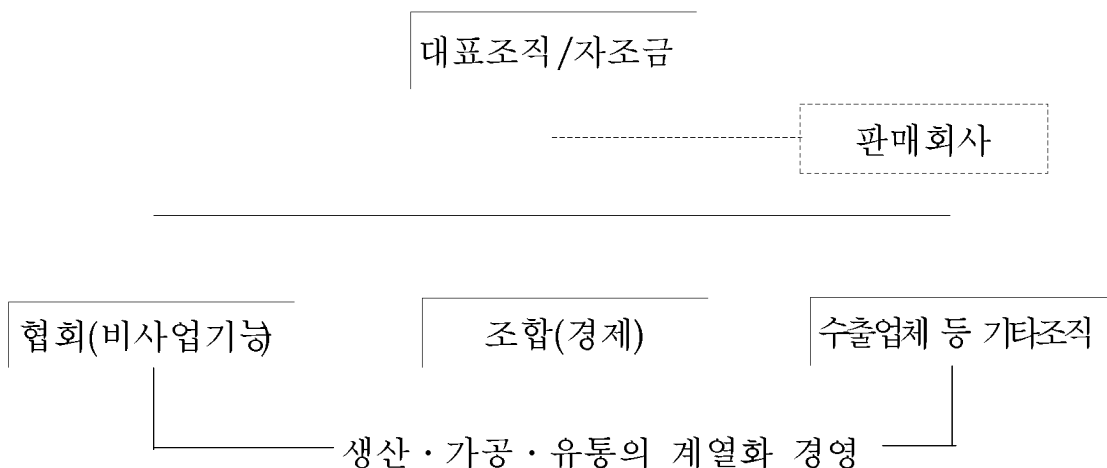 대표조직/자조금
판매회사
협회(비사업기능)
조합(경제)
수출업체 등 기타조직
생산·가공·유통의 계열화 경영